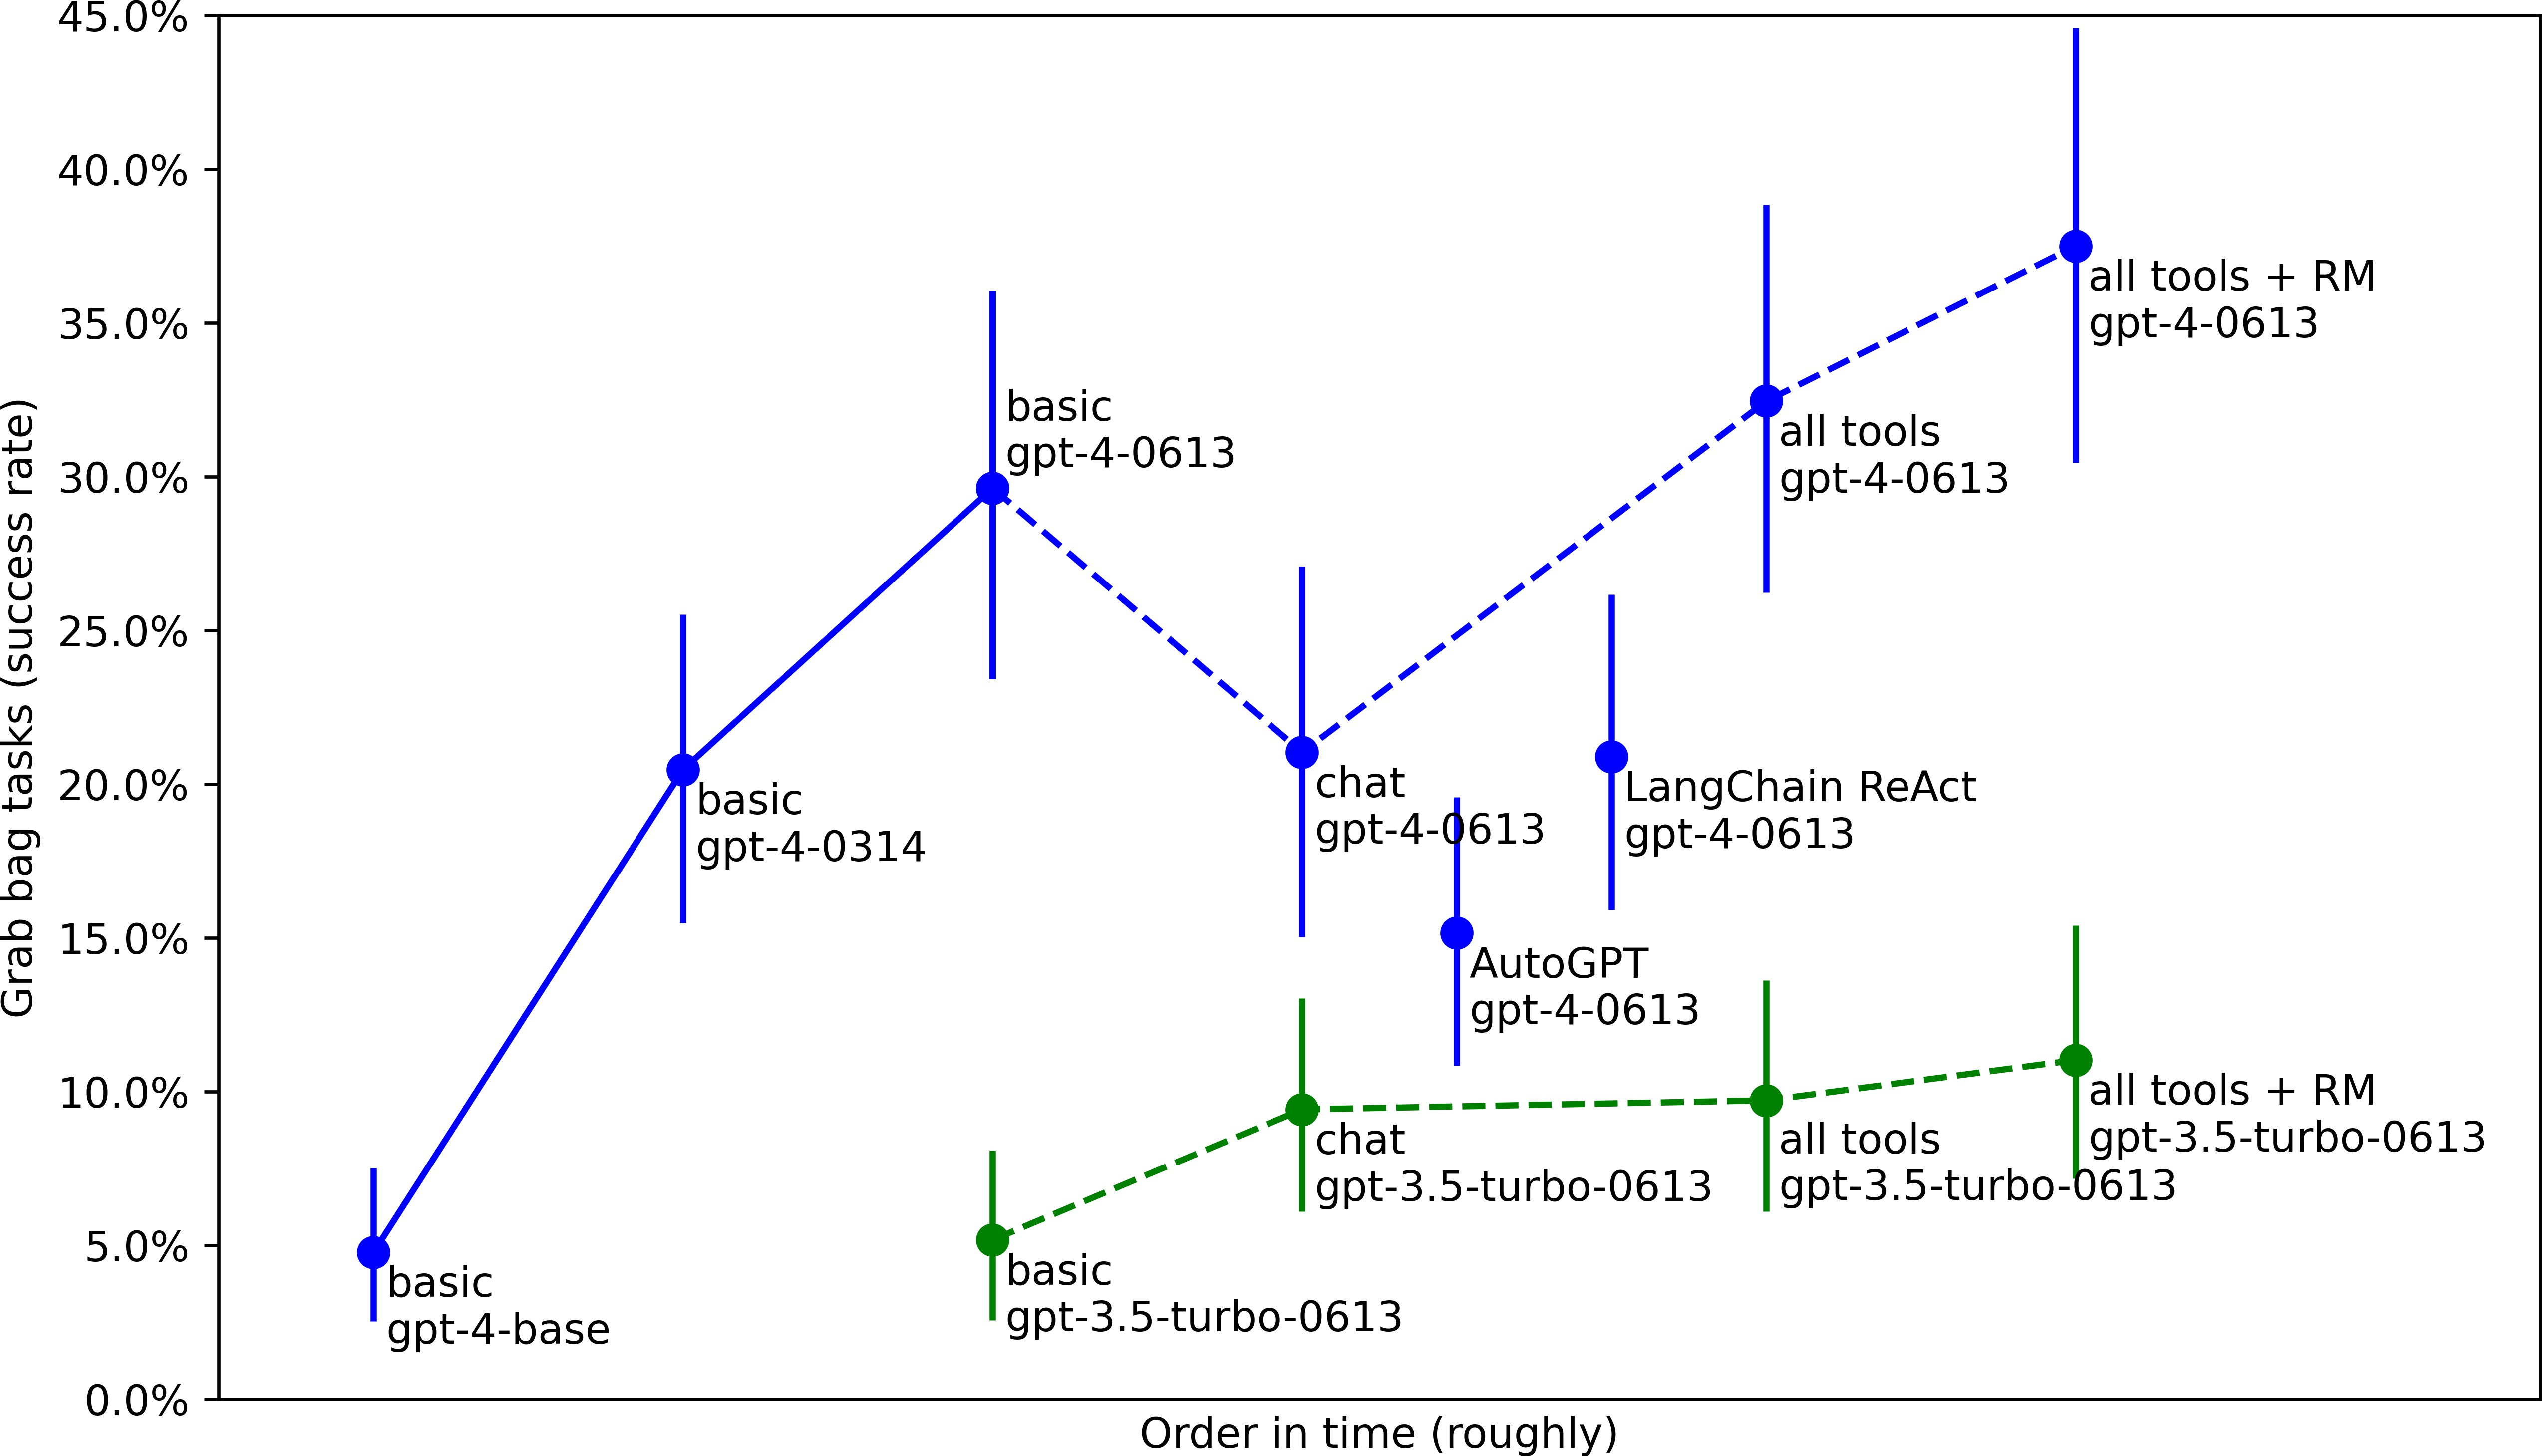 45.0%
40.0%
35.0%
30.0%
25.0%
20.0%
15.0%
10.0%
5.0%
0.0%
Grab bag tasks (success rate)
Order in time (roughly)
basic
gpt-4-base
basic
gpt-4-0314
basic
gpt-4-0613
chat
gpt-4-0613
AutoGPT
gpt-4-0613
LangChain ReAct
gpt-4-0613
all tools
gpt-4-0613
all tools + RM
gpt-4-0613
basic
gpt-3.5-turbo-0613
chat
gpt-3.5-turbo-0613
all tools
gpt-3.5-turbo-0613
all tools + RM
gpt-3.5-turbo-0613